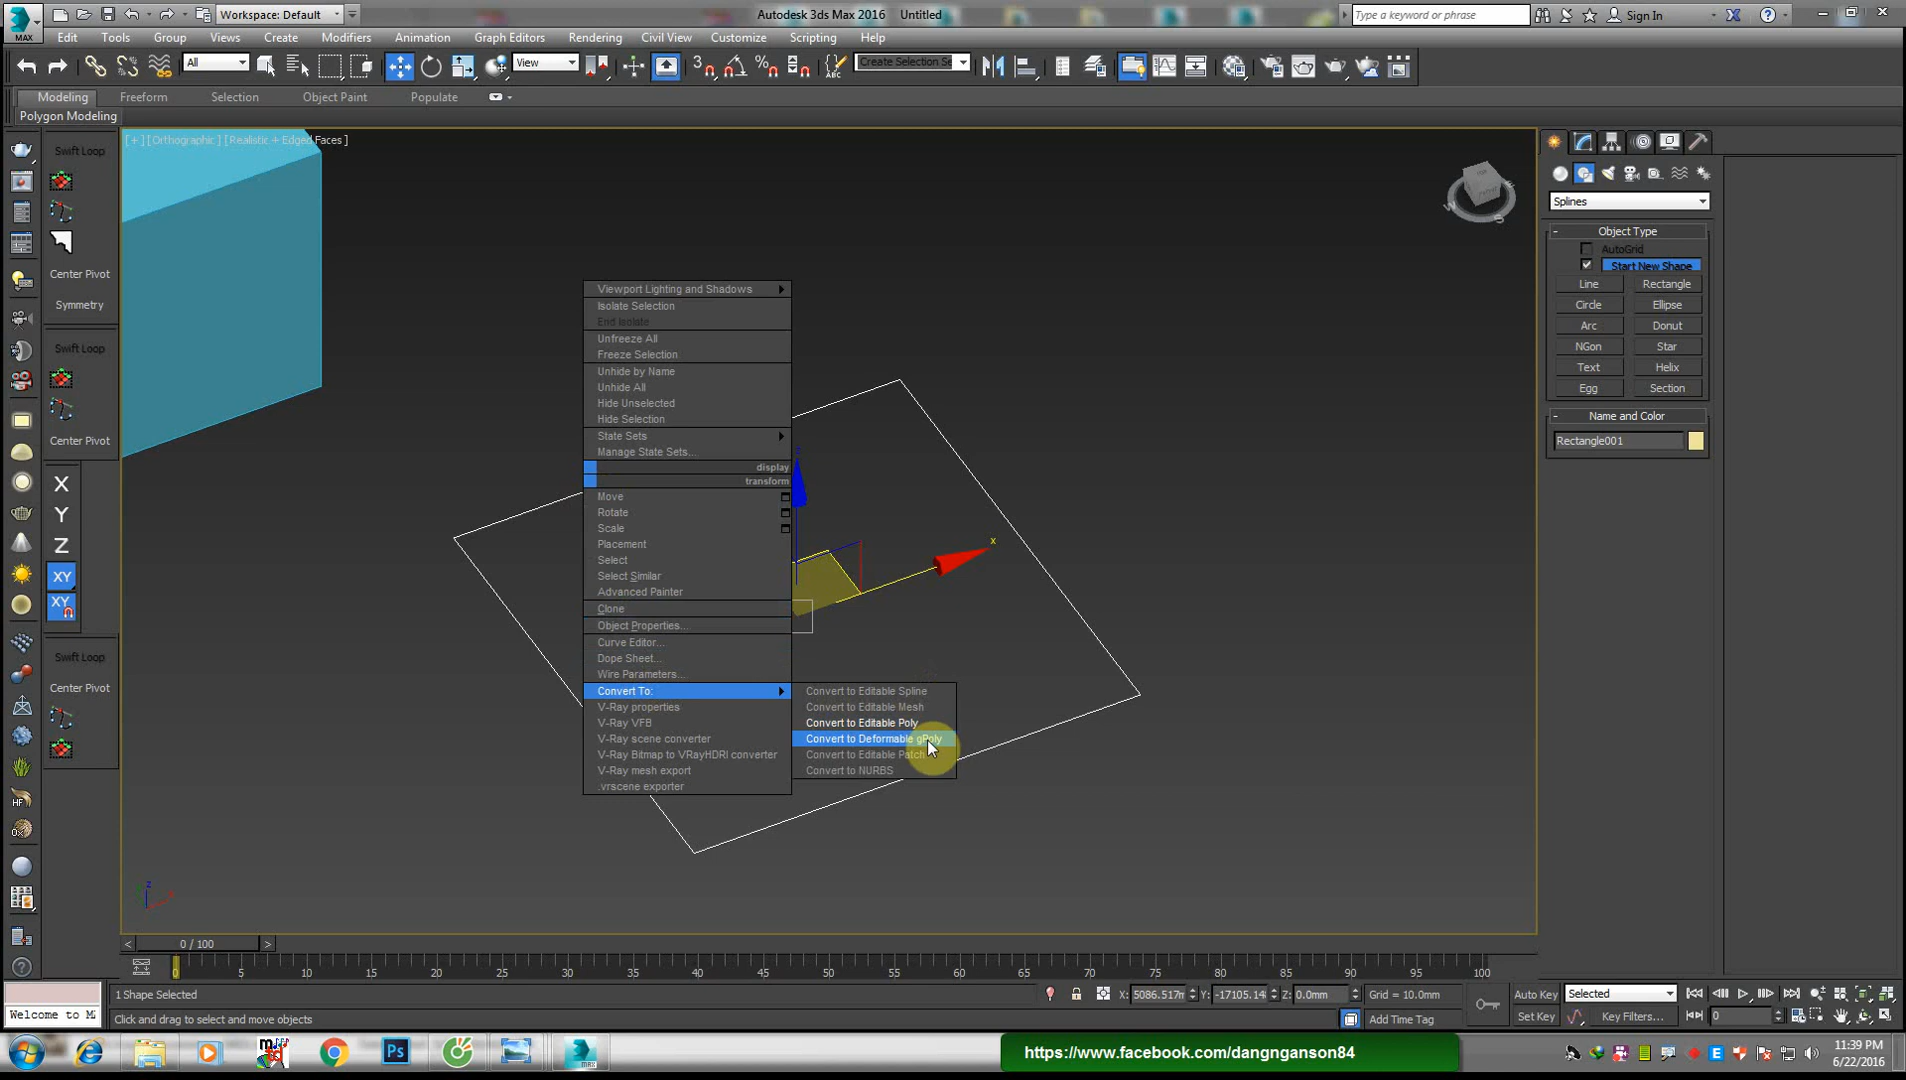 Workspace: Default
Autodesk 3ds Max 2016    Untitled
Type a keyword or phrase
Sign In
MAX
Edit Tools Group Views Create Modifiers Animation Graph Editors Rendering Civil View Customize Scripting Help
All
View
Create Selection Se
Modeling Freeform Selection Object Paint Populate
Polygon Modeling
[+] [Orthographic] [Realistic + Edged Faces]
Swift Loop
Center Pivot
Symmetry
Swift Loop
Center Pivot
X
Y
Z
XY
XY
Swift Loop
Center Pivot
Viewport Lighting and Shadows
Isolate Selection
End Isolate
Unfreeze All
Freeze Selection
Unhide by Name
Unhide All
Hide Unselected
Hide Selection
State Sets
Manage State Sets...
display
transform
Move
Rotate
Scale
Placement
Select
Select Similar
Advanced Painter
Clone
Object Properties...
Curve Editor...
Dope Sheet...
Wire Parameters...
Convert To:
V-Ray properties
V-Ray VFB
V-Ray scene converter
V-Ray Bitmap to VRayHDRI converter
V-Ray mesh export
.vrscene exporter
Convert to Editable Spline
Convert to Editable Mesh
Convert to Editable Poly
Convert to Deformable gPoly
Convert to Editable Patch
Convert to NURBS
x
z
Splines
Object Type
AutoGrid
Start New Shape
Line Rectangle
Circle Ellipse
Arc Donut
NGon Star
Text Helix
Egg Section
Name and Color
Rectangle001
0 / 100
0 5 10 15 20 25 30 35 40 45 50 55 60 65 70 75 80 85 90 95 100
1 Shape Selected
X: 5086.517m Y: -17105.14 Z: 0.0mm
Grid = 10.0mm
Auto Key
Selected
Welcome to M
Click and drag to select and move objects
Add Time Tag
Set Key
Key Filters...
0
Ps
MAX
https://www.facebook.com/dangnganson84
11:39 PM
6/22/2016